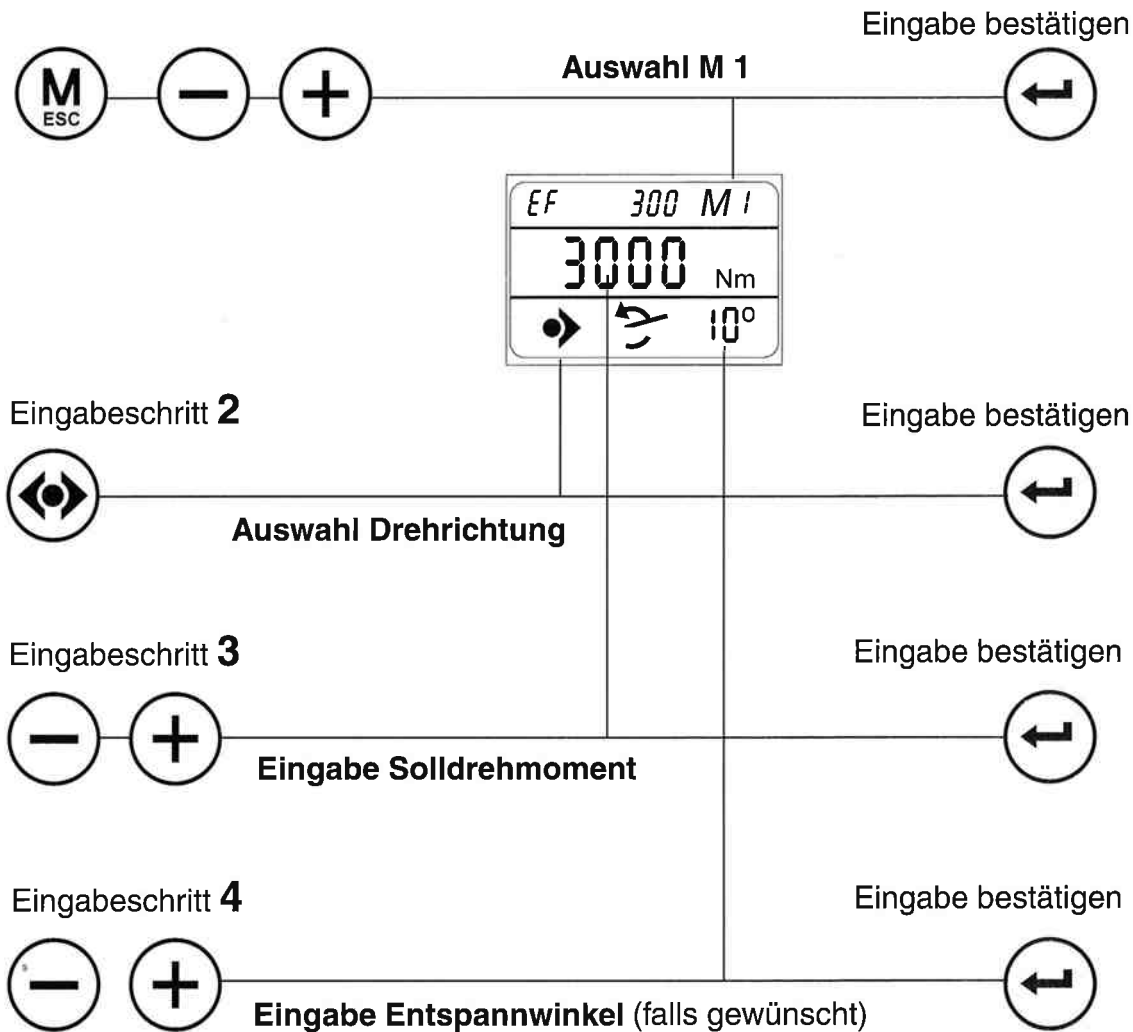 Eingabe bestätigen
Auswahl M 1
M
ESC
EF 300 M 1
3000 Nm
10°
Eingabeschritt 2
Eingabe bestätigen
Auswahl Drehrichtung
Eingabeschritt 3
Eingabe bestätigen
Eingabe Solldrehmoment
Eingabeschritt 4
Eingabe bestätigen
Eingabe Entspannwinkel (falls gewünscht)